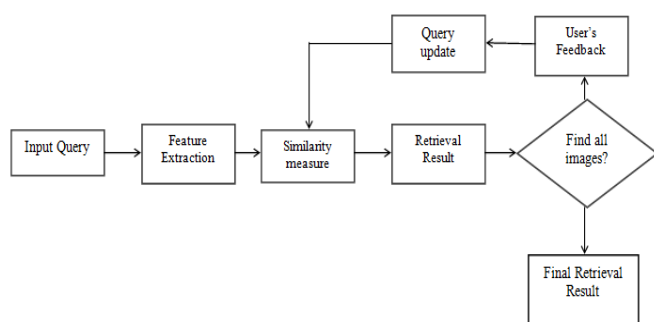 Query
update
User's
Feedback
Input Query
Feature
Extraction
Similarity
measure
Retrieval
Result
Find all
images?
Final Retrieval
Result